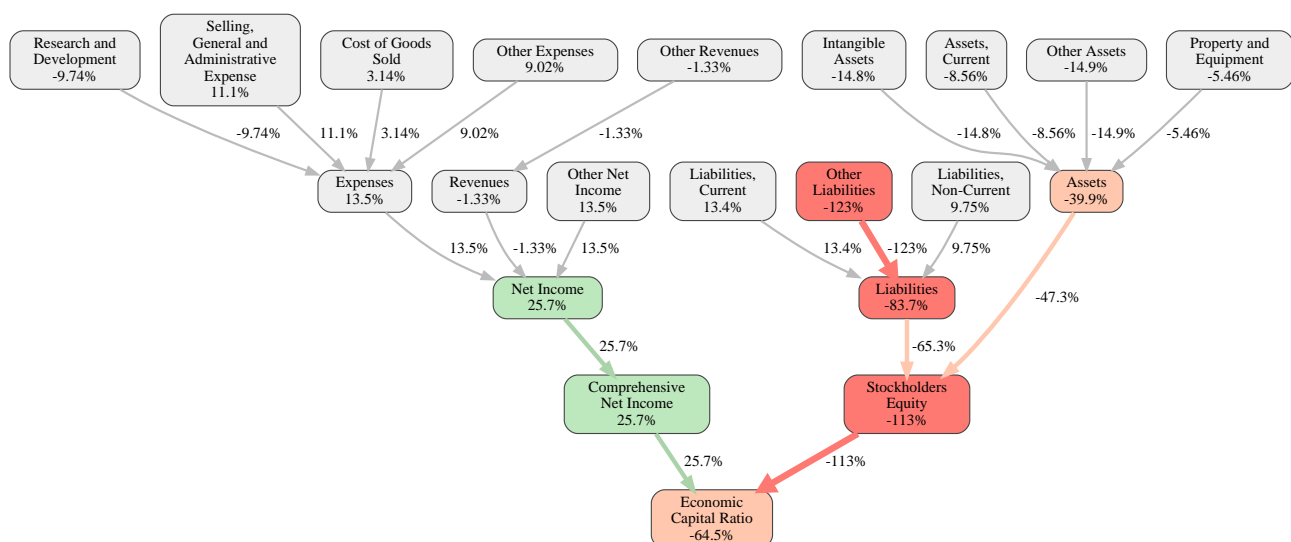 Research and
Development
-9.74%
Selling,
General and
Administrative
Expense
11.1%
Cost of Goods
Sold
3.14%
Other Expenses
9.02%
Other Revenues
-1.33%
Intangible
Assets
-14.8%
Assets,
Current
-8.56%
Other Assets
-14.9%
Property and
Equipment
-5.46%
-9.74%
11.1%
3.14%
9.02%
-1.33%
-14.8%
-8.56%
-14.9%
-5.46%
Expenses
13.5%
Revenues
-1.33%
Other Net
Income
13.5%
Liabilities,
Current
13.4%
Other
Liabilities
-123%
Liabilities,
Non-Current
9.75%
Assets
-39.9%
13.5%
-1.33%
13.5%
13.4%
-123%
9.75%
Net Income
25.7%
Liabilities
-83.7%
-47.3%
25.7%
-65.3%
Comprehensive
Net Income
25.7%
Stockholders
Equity
-113%
25.7%
-113%
Economic
Capital Ratio
-64.5%